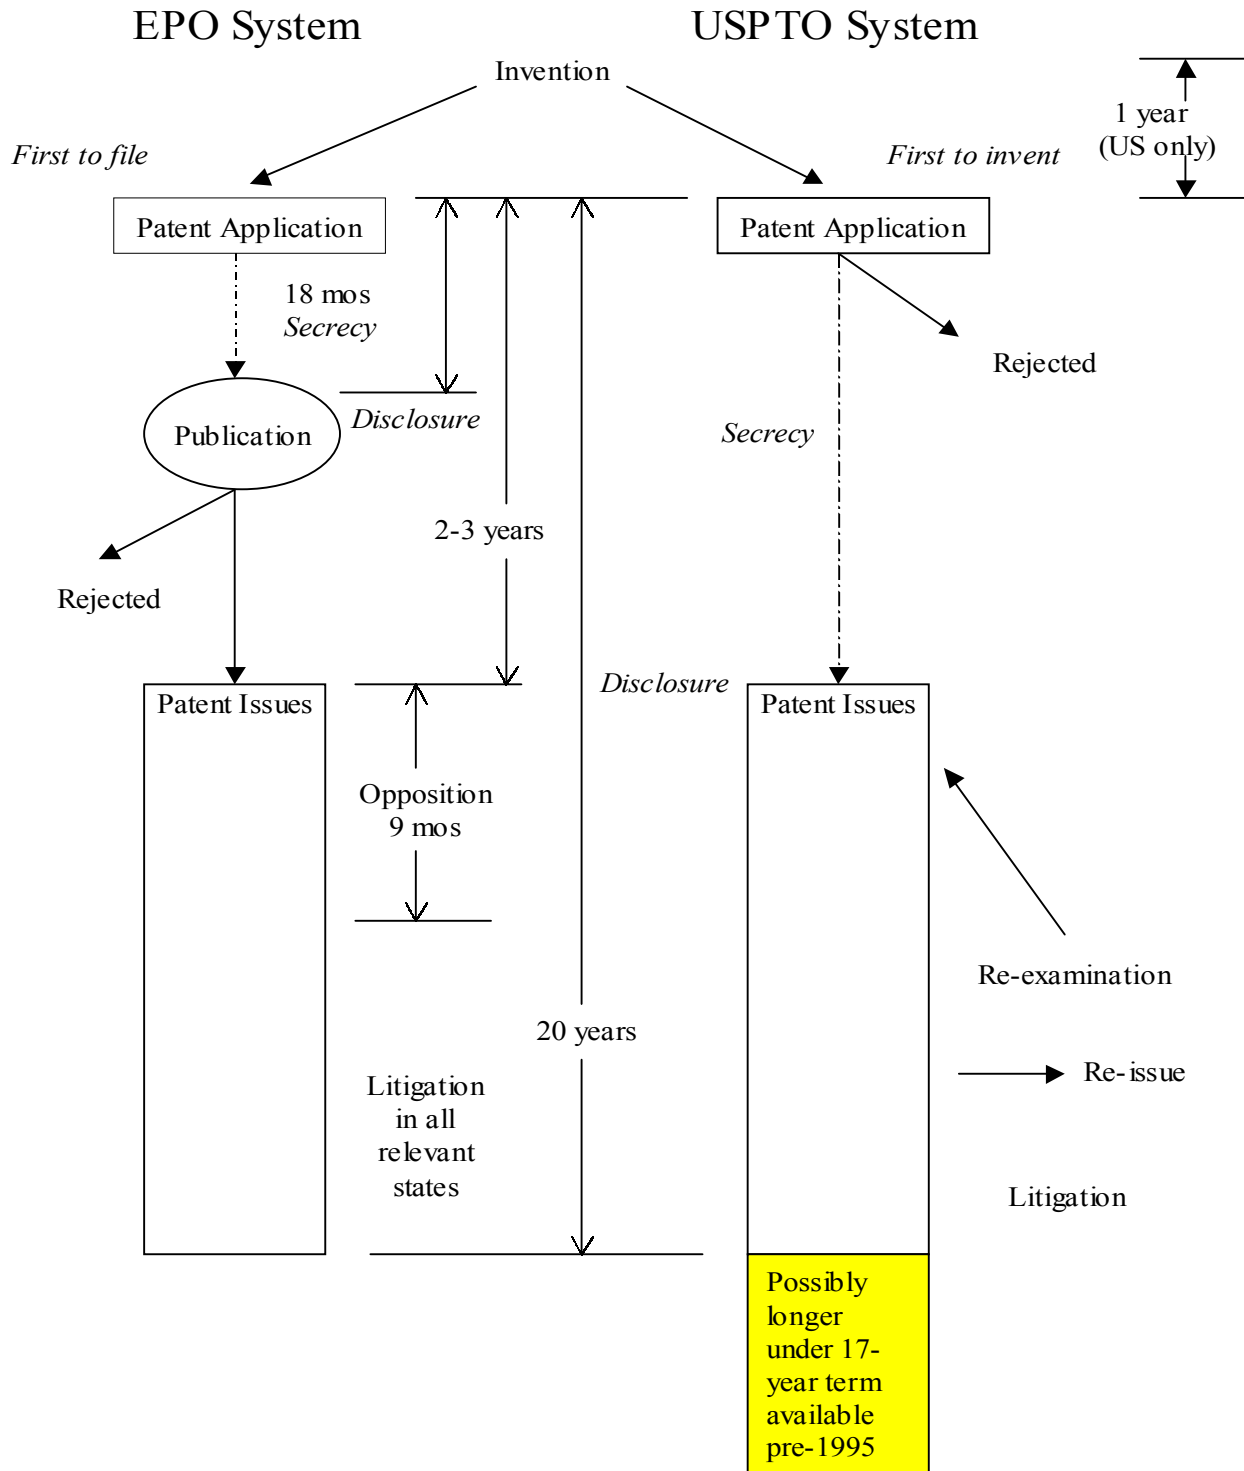 EPO System
USPTO System
Invention
1 year
(US only)
First to file
First to invent
Patent Application
Patent Application
18 mos
Secrecy
Rejected
Disclosure
Publication
Secrecy
2-3 years
Rejected
Disclosure
Patent Issues
Patent Issues
Opposition
9 mos
Re-examination
20 years
Re-issue
Litigation
in all
relevant
states
Litigation
Possibly
longer
under 17-
year term
available
pre-1995